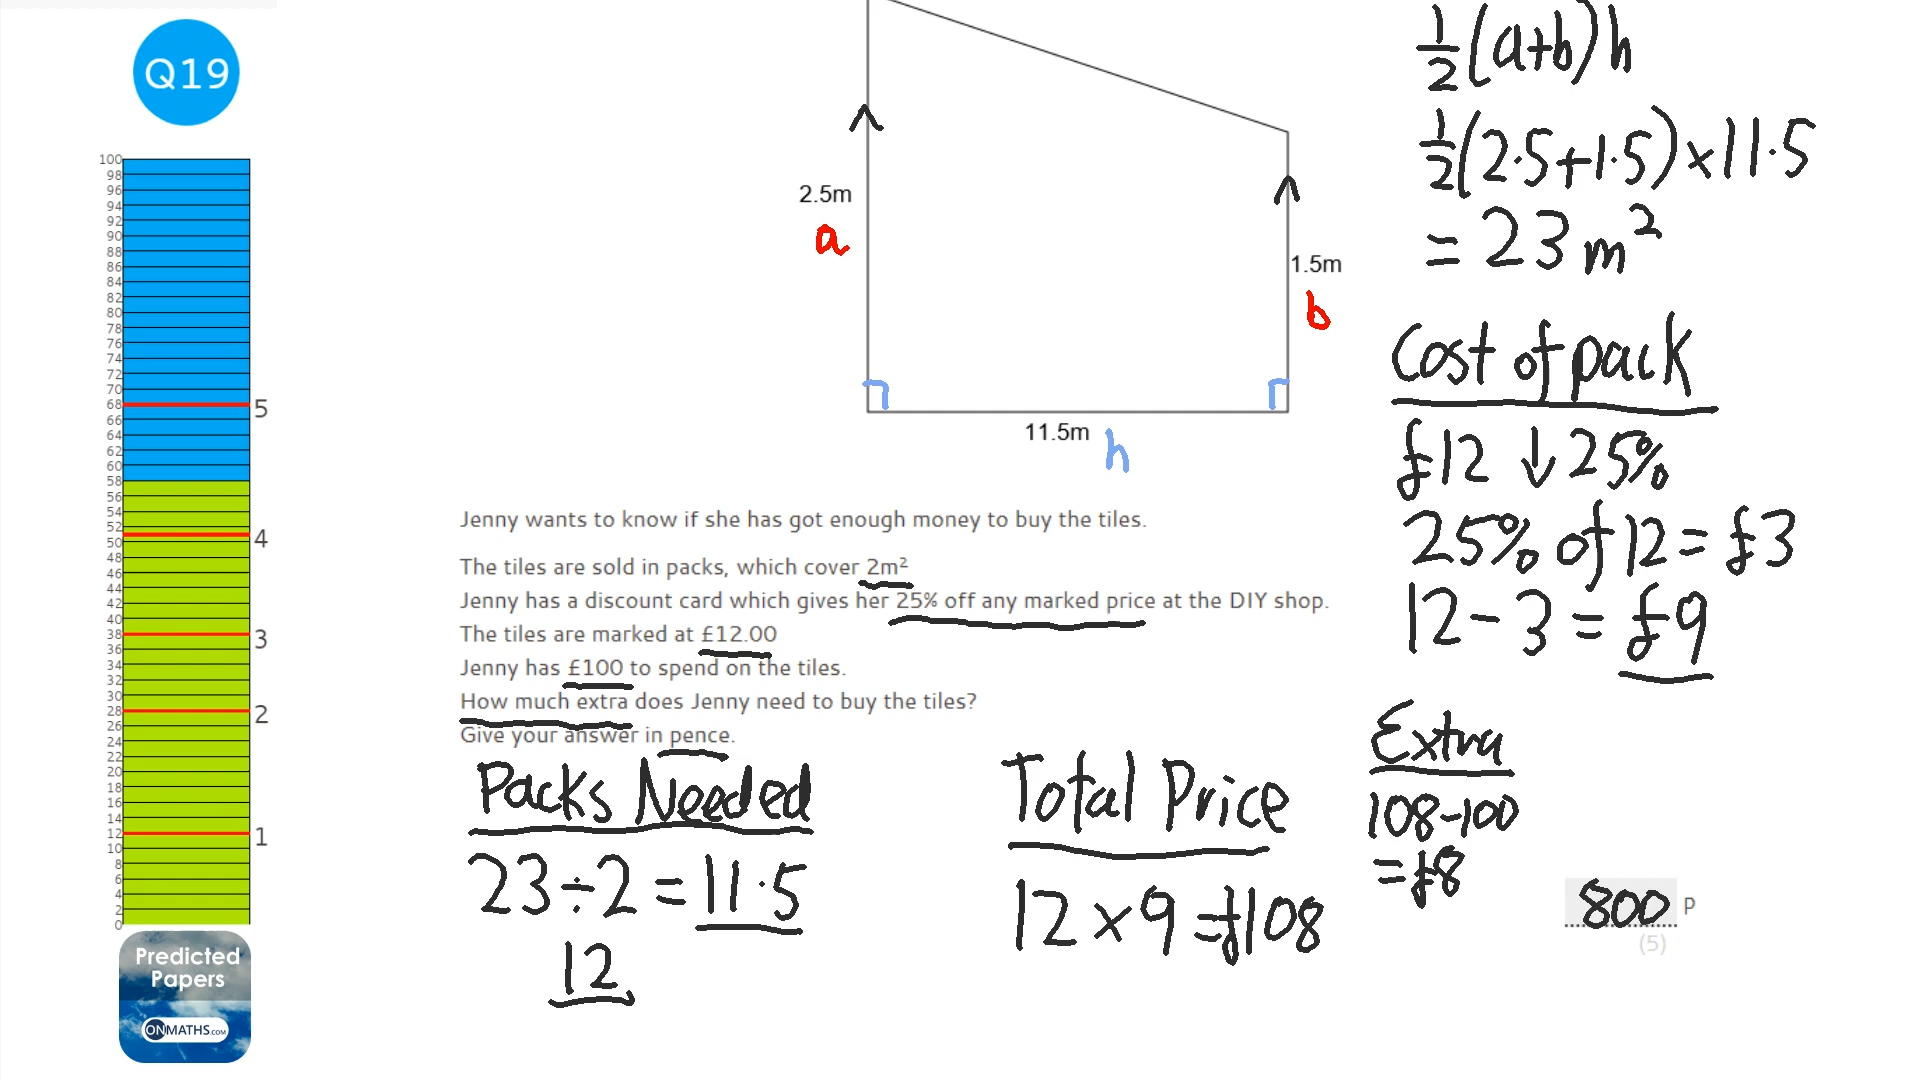 Q19
100
98
96
94
92
90
88
86
84
82
80
78
76
74
72
70
68
66
64
62
60
58
56
54
52
50
48
46
44
42
40
38
36
34
32
30
28
26
24
22
20
18
16
14
12
10
8
6
4
2
0
5
4
3
2
1
Predicted
Papers
ONMATHS.COM
2.5m
a
1.5m
b
11.5m h
½(a+b)h
½(2.5+1.5)×11.5
= 23 m²
Cost of pack
£12 ↓ 25%
25% of 12 = £3
12 - 3 = £9
Jenny wants to know if she has got enough money to buy the tiles.
The tiles are sold in packs, which cover 2m²
Jenny has a discount card which gives her 25% off any marked price at the DIY shop.
The tiles are marked at £12.00
Jenny has £100 to spend on the tiles.
How much extra does Jenny need to buy the tiles?
Give your answer in pence.
Packs Needed
23 ÷ 2 = 11.5
12
Total Price
12 × 9 = £108
Extra
108-100
= £8
800 P
(5)